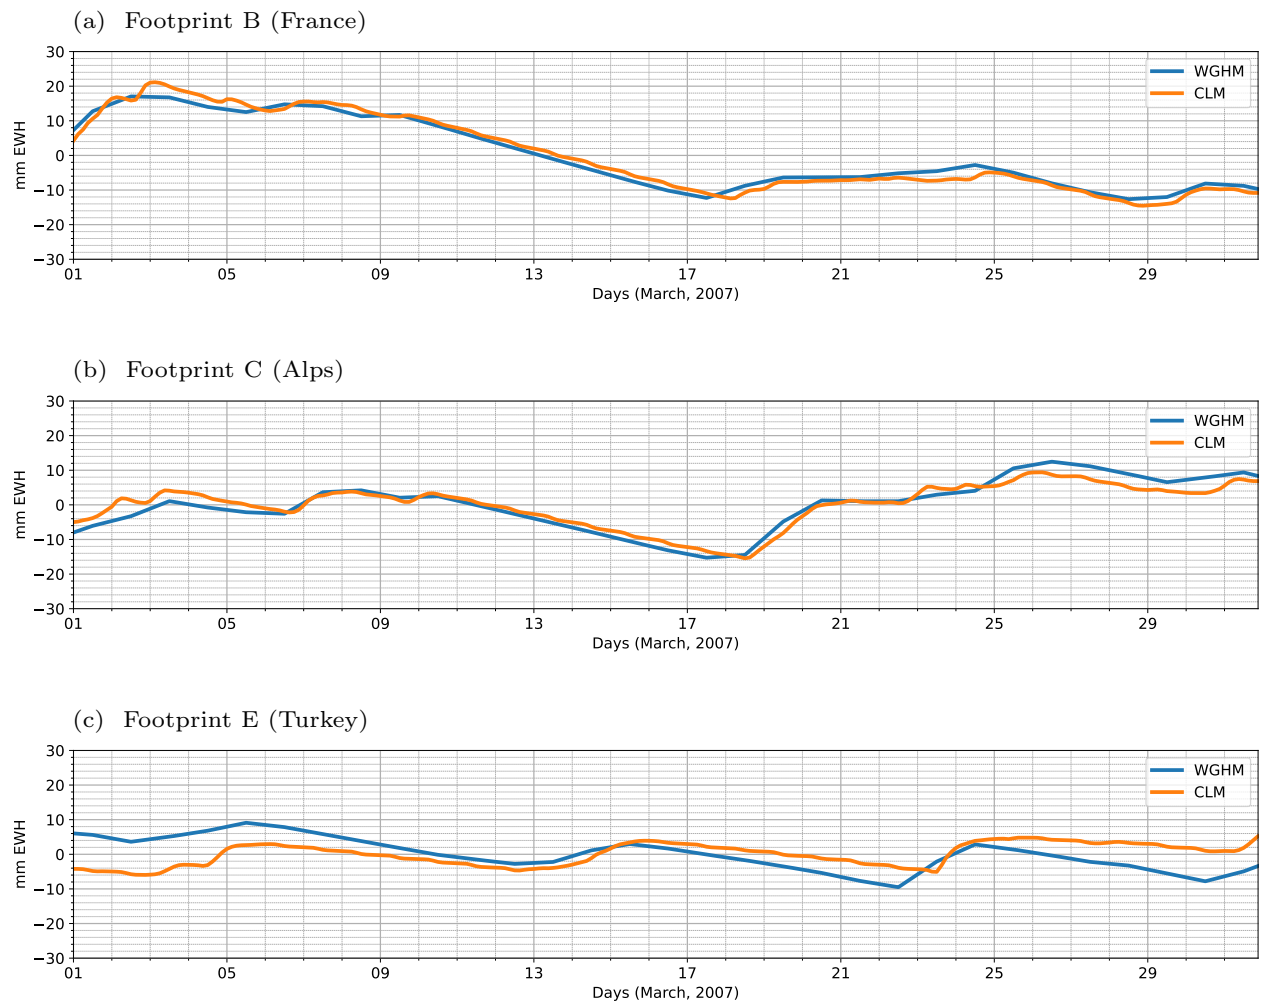 (a) Footprint B (France)
30
20
10
0
−10
−20
−30
mm EWH
WGHM
CLM
01 05 09 13 17 21 25 29
Days (March, 2007)
(b) Footprint C (Alps)
30
20
10
0
−10
−20
−30
mm EWH
WGHM
CLM
01 05 09 13 17 21 25 29
Days (March, 2007)
(c) Footprint E (Turkey)
30
20
10
0
−10
−20
−30
mm EWH
WGHM
CLM
01 05 09 13 17 21 25 29
Days (March, 2007)